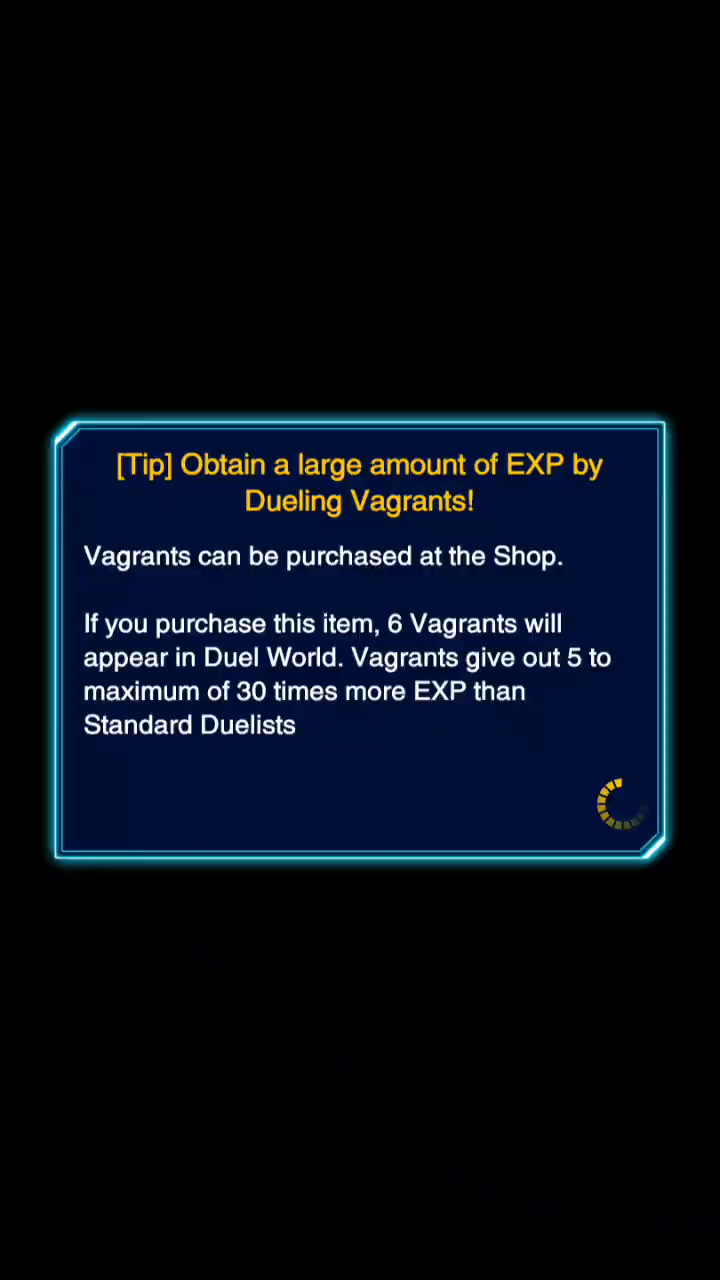 [Tip] Obtain a large amount of EXP by
Dueling Vagrants!
Vagrants can be purchased at the Shop.
If you purchase this item, 6 Vagrants will
appear in Duel World. Vagrants give out 5 to
maximum of 30 times more EXP than
Standard Duelists